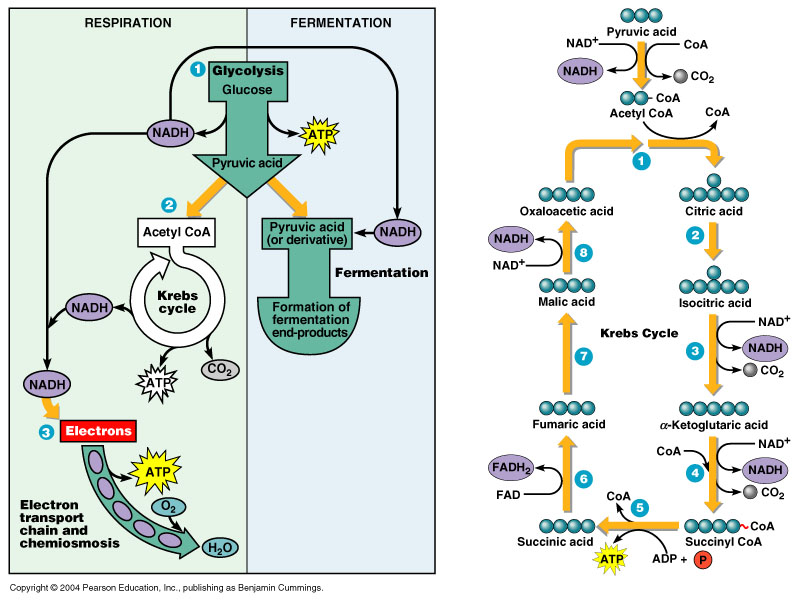 RESPIRATION
FERMENTATION
1
Glycolysis
Glucose
NADH
ATP
Pyruvic acid
2
Acetyl CoA
Pyruvic acid
(or derivative)
NADH
Fermentation
Krebs
cycle
NADH
Formation of
fermentation
end-products
ATP
CO2
NADH
3
Electrons
ATP
Electron
transport
chain and
chemiosmosis
O2
H2O
Copyright © 2004 Pearson Education, Inc., publishing as Benjamin Cummings.
Pyruvic acid
NAD+
CoA
NADH
CO2
CoA
Acetyl CoA
CoA
1
Oxaloacetic acid
Citric acid
NADH
NAD+
8
2
Malic acid
Isocitric acid
Krebs Cycle
NAD+
3
NADH
CO2
7
Fumaric acid
α-Ketoglutaric acid
CoA
NAD+
4
NADH
CO2
FADH2
FAD
6
CoA
5
CoA
Succinic acid
Succinyl CoA
ATP
ADP + P